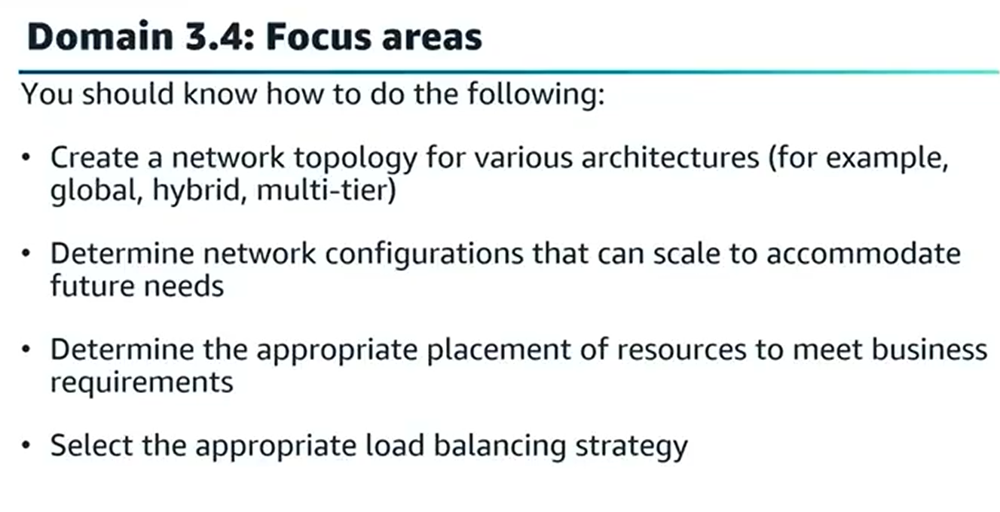 Domain 3.4: Focus areas
You should know how to do the following:
• Create a network topology for various architectures (for example,
global, hybrid, multi-tier)
• Determine network configurations that can scale to accommodate
future needs
• Determine the appropriate placement of resources to meet business
requirements
• Select the appropriate load balancing strategy